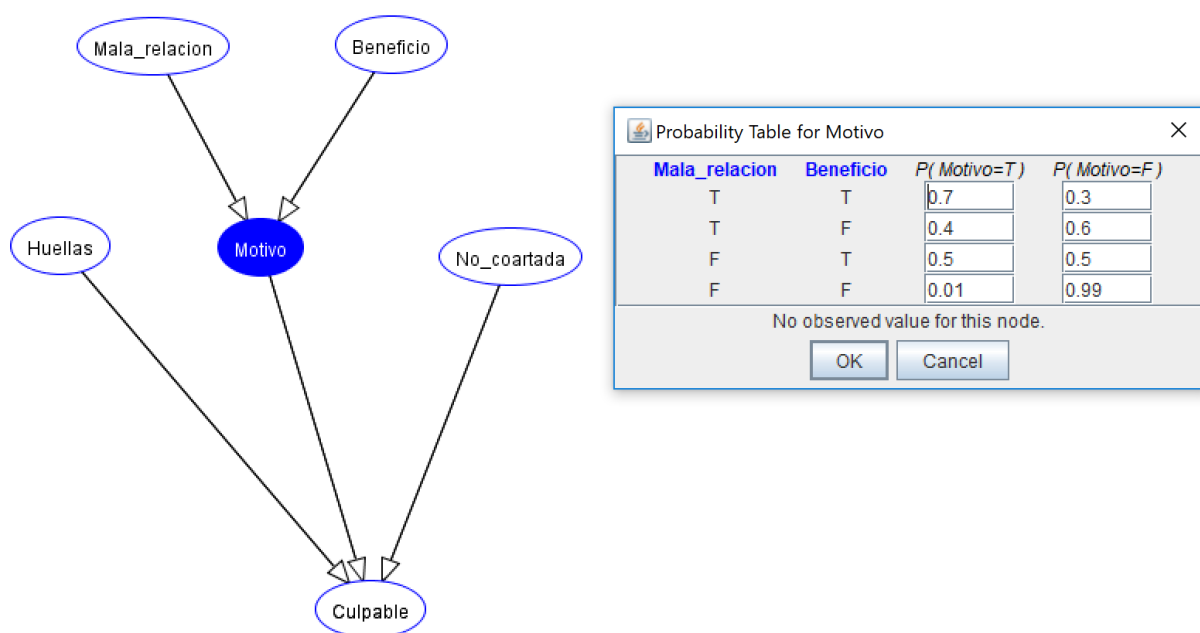 Mala_relacion
Beneficio
Huellas
Motivo
No_coartada
Culpable
Probability Table for Motivo
Mala_relacion Beneficio P( Motivo=T ) P( Motivo=F )
T T 0.7 0.3
T F 0.4 0.6
F T 0.5 0.5
F F 0.01 0.99
No observed value for this node.
OK Cancel